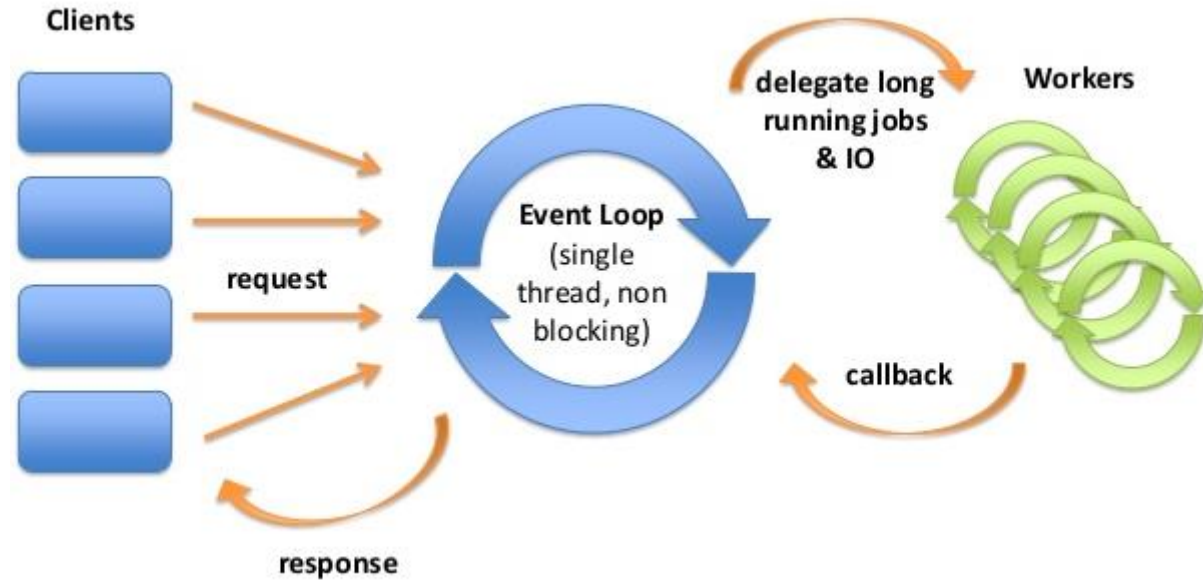 Clients
request
response
Event Loop
(single
thread, non
blocking)
delegate long
running jobs
& IO
callback
Workers